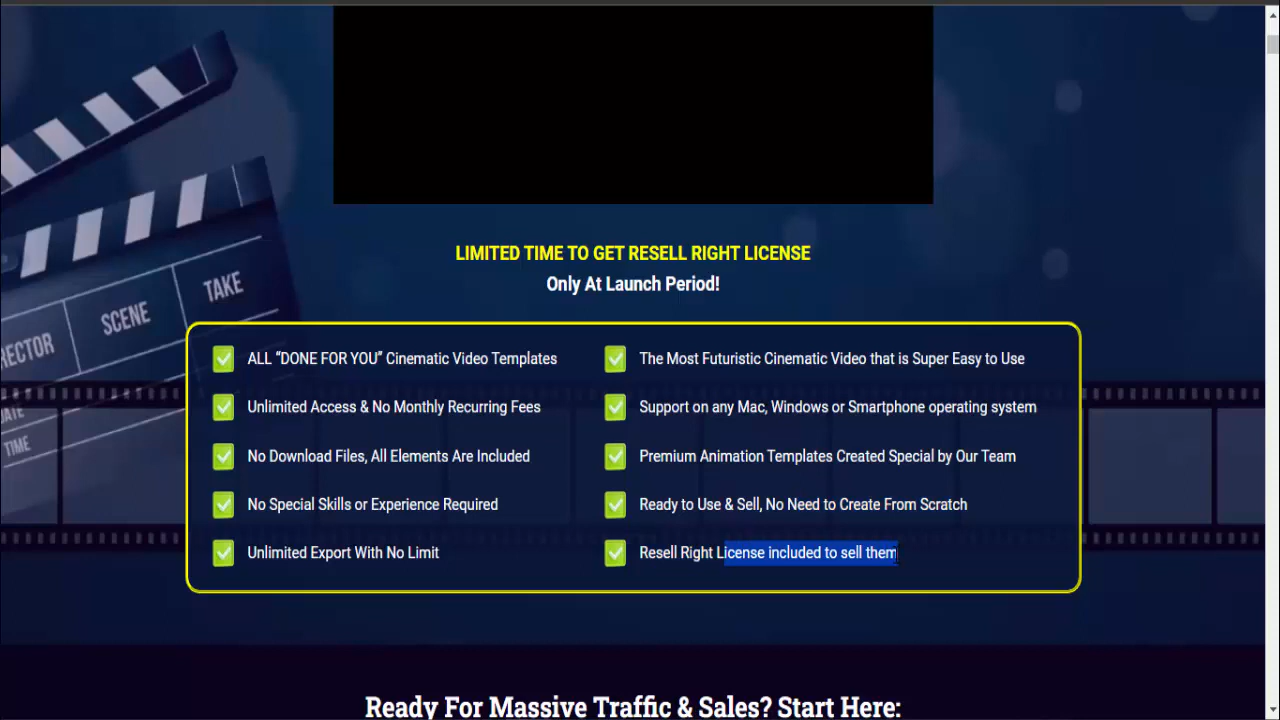 LIMITED TIME TO GET RESELL RIGHT LICENSE
Only At Launch Period!
ALL “DONE FOR YOU” Cinematic Video Templates
Unlimited Access & No Monthly Recurring Fees
No Download Files, All Elements Are Included
No Special Skills or Experience Required
Unlimited Export With No Limit
The Most Futuristic Cinematic Video that is Super Easy to Use
Support on any Mac, Windows or Smartphone operating system
Premium Animation Templates Created Special by Our Team
Ready to Use & Sell, No Need to Create From Scratch
Resell Right License included to sell them
SCENE
TAKE
TIME
Ready For Massive Traffic & Sales? Start Here: